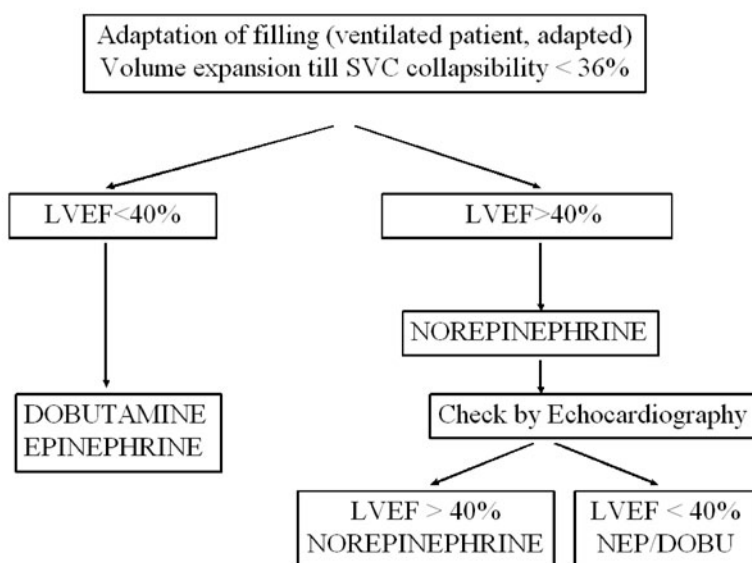 Adaptation of filling (ventilated patient, adapted)
Volume expansion till SVC collapsibility < 36%
LVEF<40%
LVEF>40%
NOREPINEPHRINE
DOBUTAMINE
EPINEPHRINE
Check by Echocardiography
LVEF > 40%
NOREPINEPHRINE
LVEF < 40%
NEP/DOBU